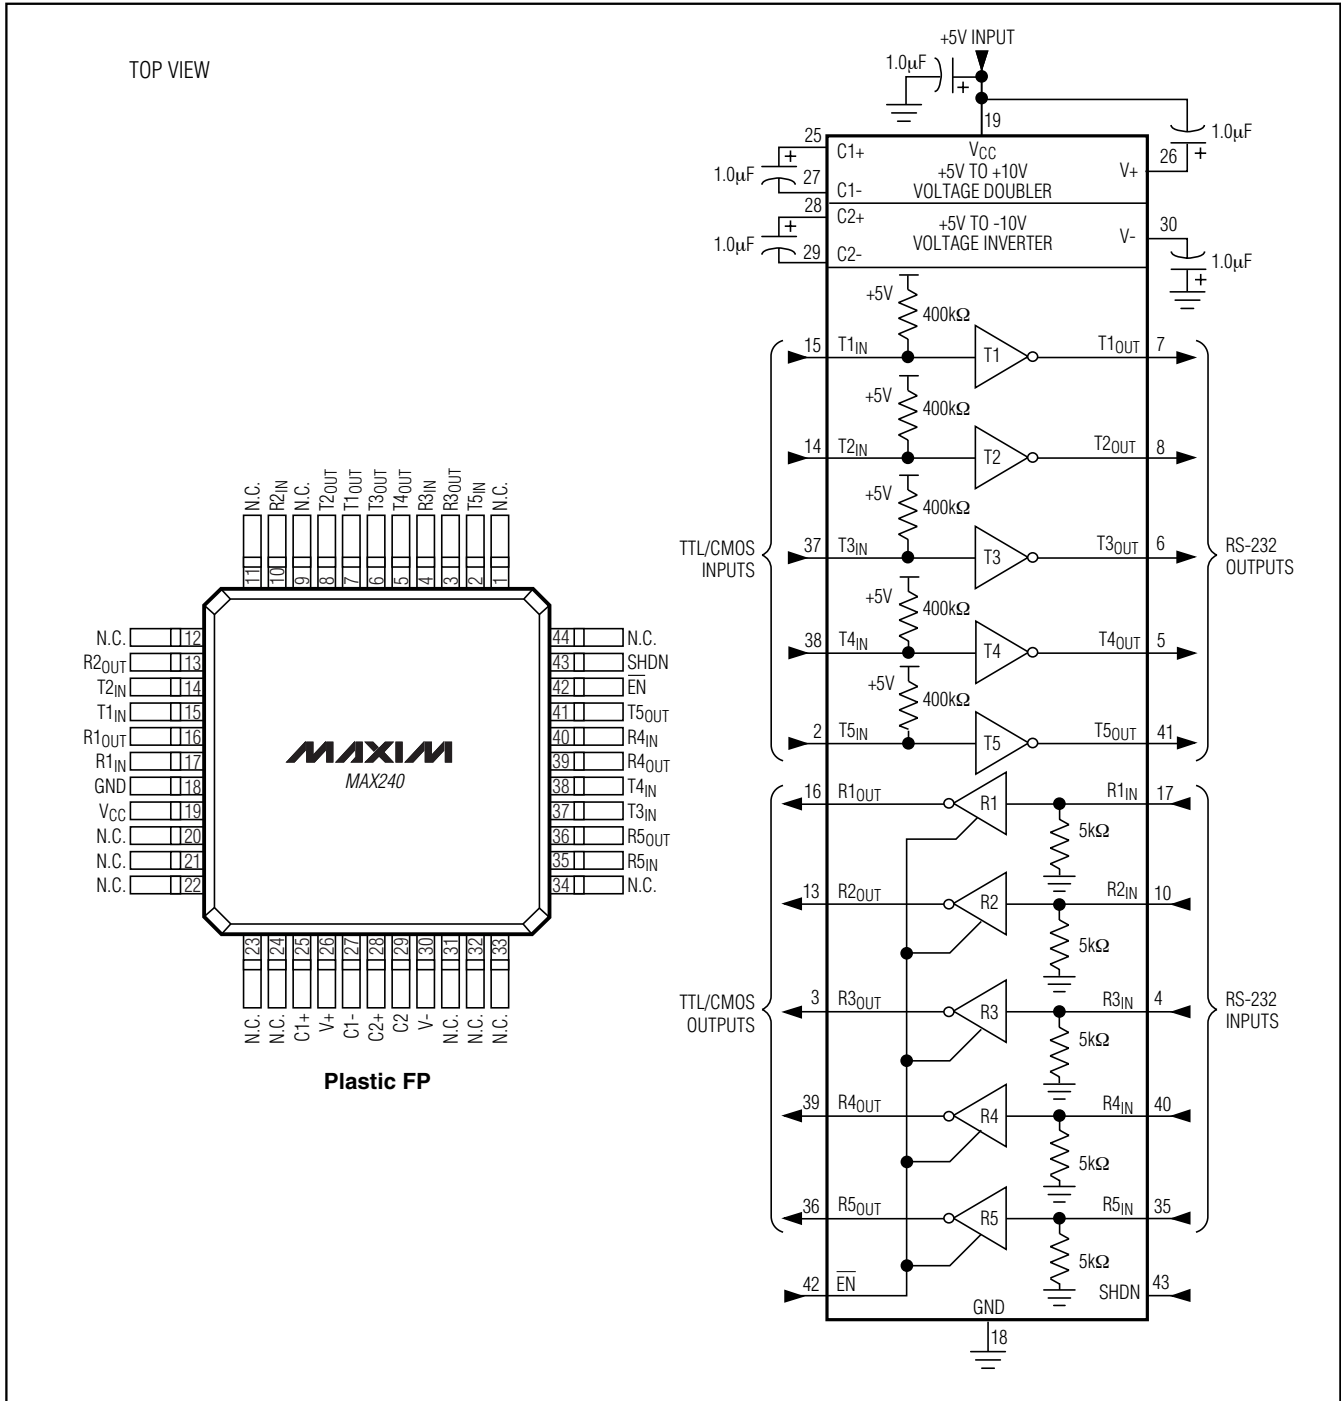 TOP VIEW
N.C.
R2IN
N.C.
T2OUT
T1OUT
T3OUT
T4OUT
R3IN
R3OUT
T5IN
N.C.
11
10
9
8
7
6
5
4
3
2
1
N.C. 12
R2OUT 13
T2IN 14
T1IN 15
R1OUT 16
R1IN 17
GND 18
VCC 19
N.C. 20
N.C. 21
N.C. 22
44 N.C.
43 SHDN
42 E̅N̅
41 T5OUT
40 R4IN
39 R4OUT
38 T4IN
37 T3IN
36 R5OUT
35 R5IN
34 N.C.
MAXIM
MAX240
23
24
25
26
27
28
29
30
31
32
33
N.C.
N.C.
C1+
V+
C1-
C2+
C2
V-
N.C.
N.C.
N.C.
Plastic FP
+5V INPUT
1.0µF
+
19
1.0µF
+
25
C1+
1.0µF
+
27
C1-
VCC
+5V TO +10V
VOLTAGE DOUBLER
V+
26
28
C2+
1.0µF
+
29
C2-
+5V TO -10V
VOLTAGE INVERTER
V-
30
1.0µF
+
+5V
400kΩ
15 T1IN T1 T1OUT 7
+5V
400kΩ
14 T2IN T2 T2OUT 8
+5V
400kΩ
37 T3IN T3 T3OUT 6
+5V
400kΩ
38 T4IN T4 T4OUT 5
+5V
400kΩ
2 T5IN T5 T5OUT 41
TTL/CMOS
INPUTS
RS-232
OUTPUTS
16 R1OUT R1 R1IN 17
5kΩ
13 R2OUT R2 R2IN 10
5kΩ
3 R3OUT R3 R3IN 4
5kΩ
39 R4OUT R4 R4IN 40
5kΩ
36 R5OUT R5 R5IN 35
5kΩ
TTL/CMOS
OUTPUTS
RS-232
INPUTS
42 E̅N̅
SHDN 43
GND
18